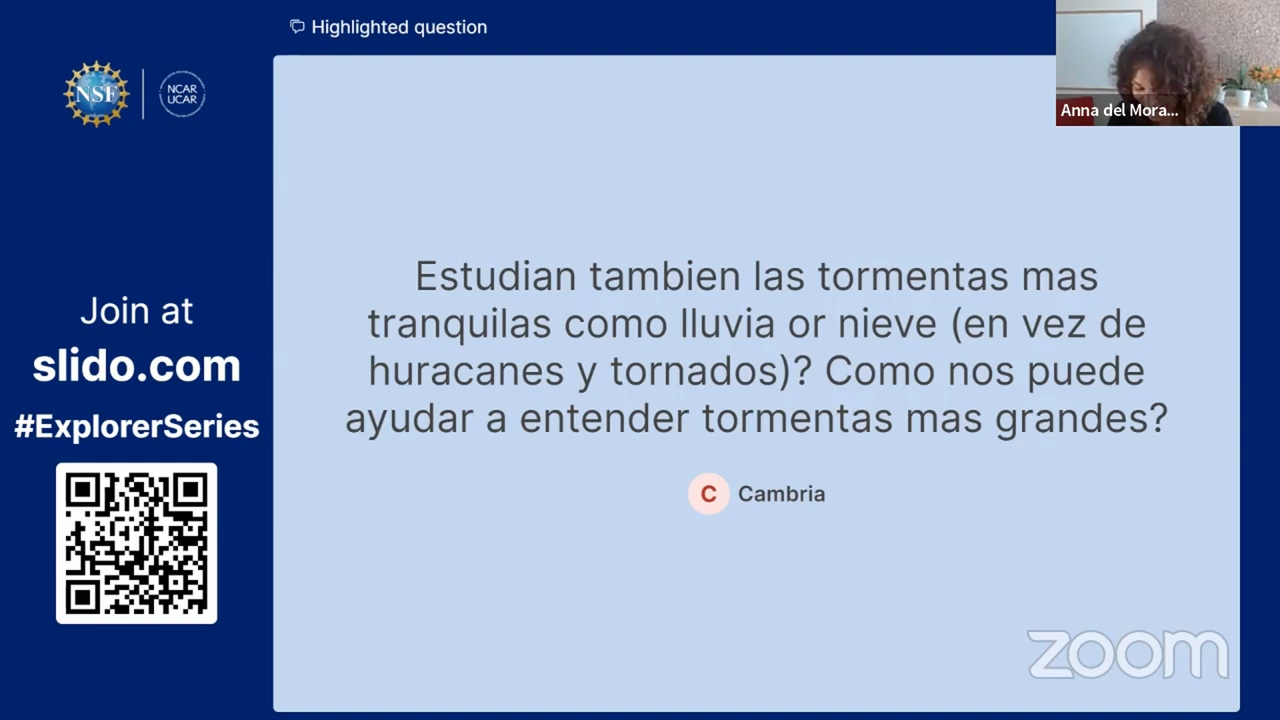 Highlighted question
NSF
NCAR
UCAR
Anna del Mora...
Estudian tambien las tormentas mas
tranquilas como lluvia or nieve (en vez de
huracanes y tornados)? Como nos puede
ayudar a entender tormentas mas grandes?
C Cambria
Join at
slido.com
#ExplorerSeries
zoom